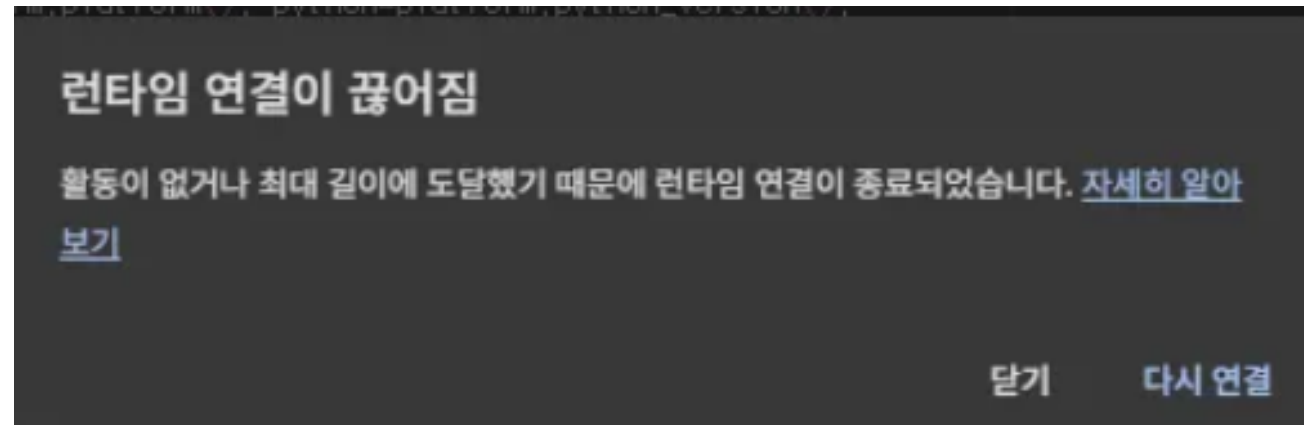 런타임 연결이 끊어짐
활동이 없거나 최대 길이에 도달했기 때문에 런타임 연결이 종료되었습니다. 자세히 알아
보기
닫기 다시 연결